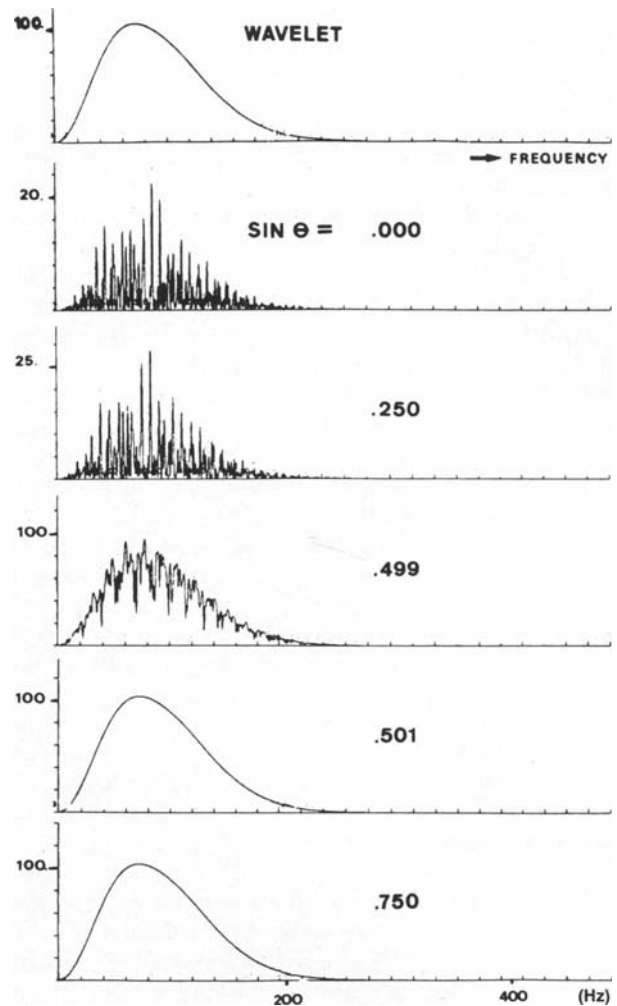 100.
WAVELET
FREQUENCY
20.
SIN Θ = .000
25.
.250
100.
.499
100.
.501
100.
.750
200 400 (Hz)